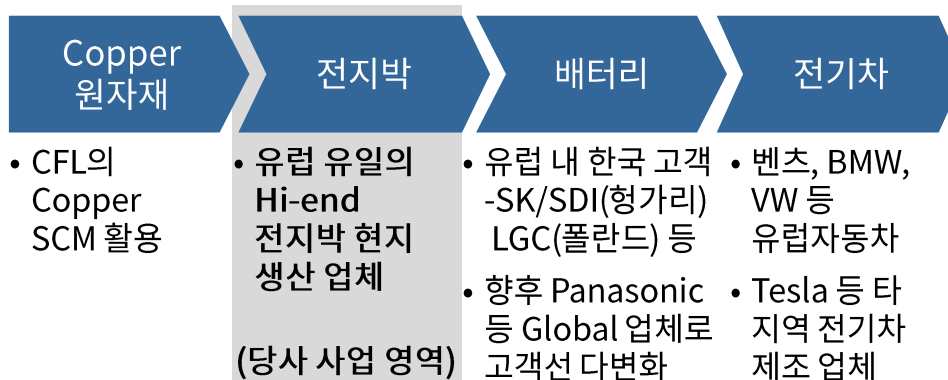 Copper
원자재
전지박
배터리
전기차
• CFL의
Copper
SCM 활용
• 유럽 유일의
Hi-end
전지박 현지
생산 업체
(당사 사업 영역)
• 유럽 내 한국 고객
-SK/SDI(헝가리)
LGC(폴란드) 등
• 향후 Panasonic
등 Global 업체로
고객선 다변화
• 벤츠, BMW,
VW 등
유럽자동차
• Tesla 등 타
지역 전기차
제조 업체